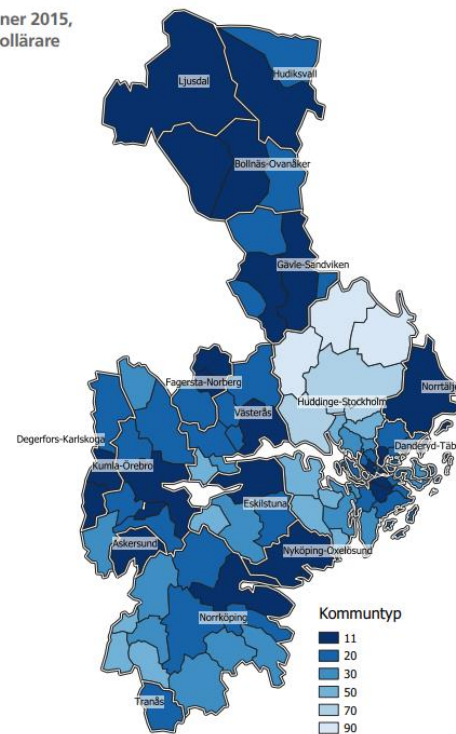 ner 2015,
ollärare
Ljusdal
Hudiksvall
Bollnäs-Ovanåker
Gävle-Sandviken
Fagersta-Norberg
Huddinge-Stockholm
Norrtälje
Västerås
Degerfors-Karlskoga
Danderyd-Täb
Kumla-Örebro
Eskilstuna
Askersund
Nyköping-Oxelösund
Norrköping
Tranås
Kommuntyp
11
20
30
50
70
90